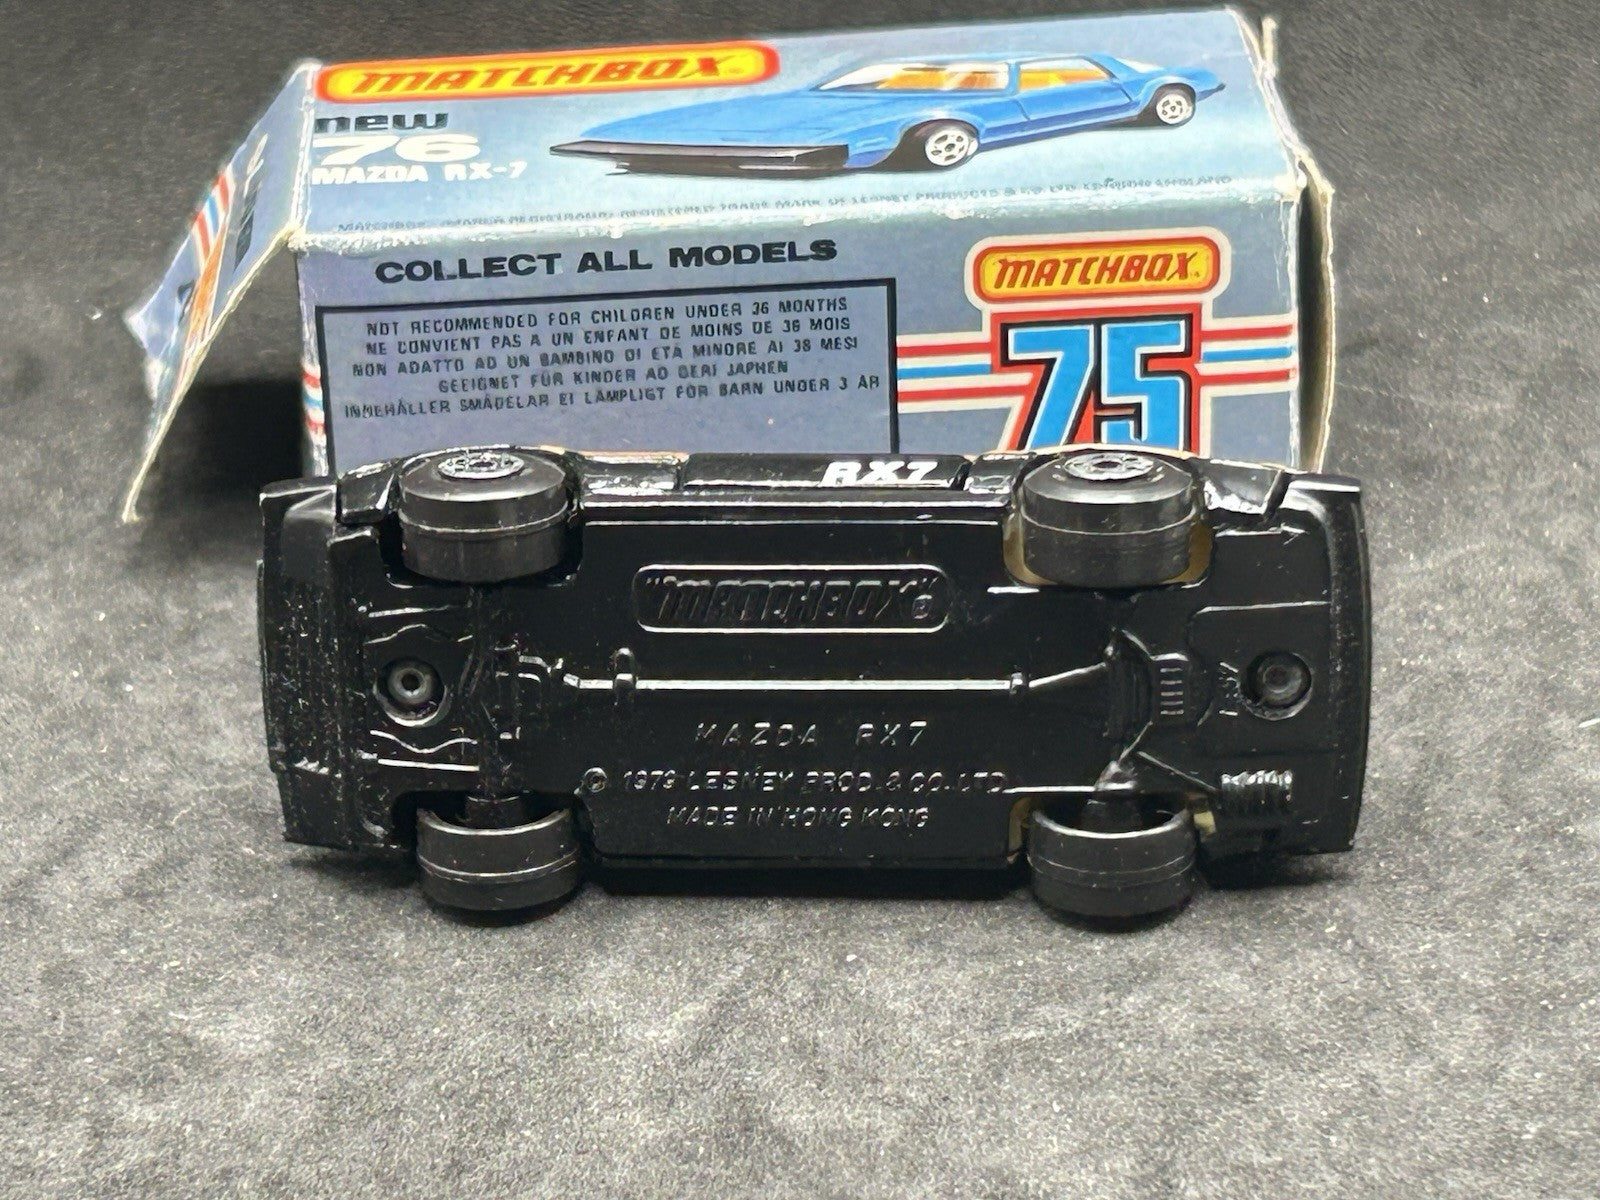 MATCHBOX
new
76
MAZDA RX-7
COLLECT ALL MODELS
NOT RECOMMENDED FOR CHILDREN UNDER 36 MONTHS
NE CONVIENT PAS A UN ENFANT DE MOINS DE 36 MOIS
NON ADATTO AD UN BAMBINO DI ETA MINORE AI 36 MESI
GEEIGNET FÜR KINDER AB DREI JAHREN
INNEHÅLLER SMÅDELAR EJ LÄMPLIGT FÖR BARN UNDER 3 ÅR
MATCHBOX
75
RX7
"MATCHBOX"®
MAZDA RX7
© 1979 LESNEY PROD. & CO. LTD
MADE IN HONG KONG